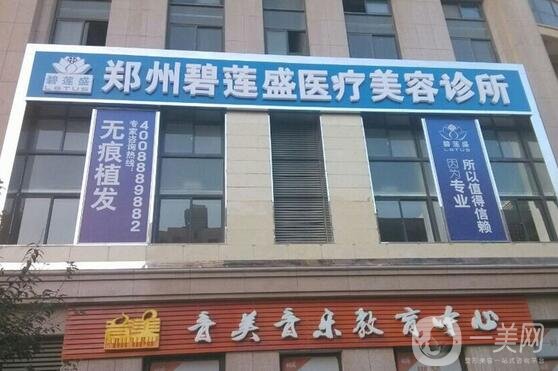 碧莲盛
LOTUS
郑州碧莲盛医疗美容诊所
无痕植发
专家咨询热线:
4008889882
碧莲盛
LOTUS
因为专业
所以值得信赖
音美
音美音乐教育中心
一美网